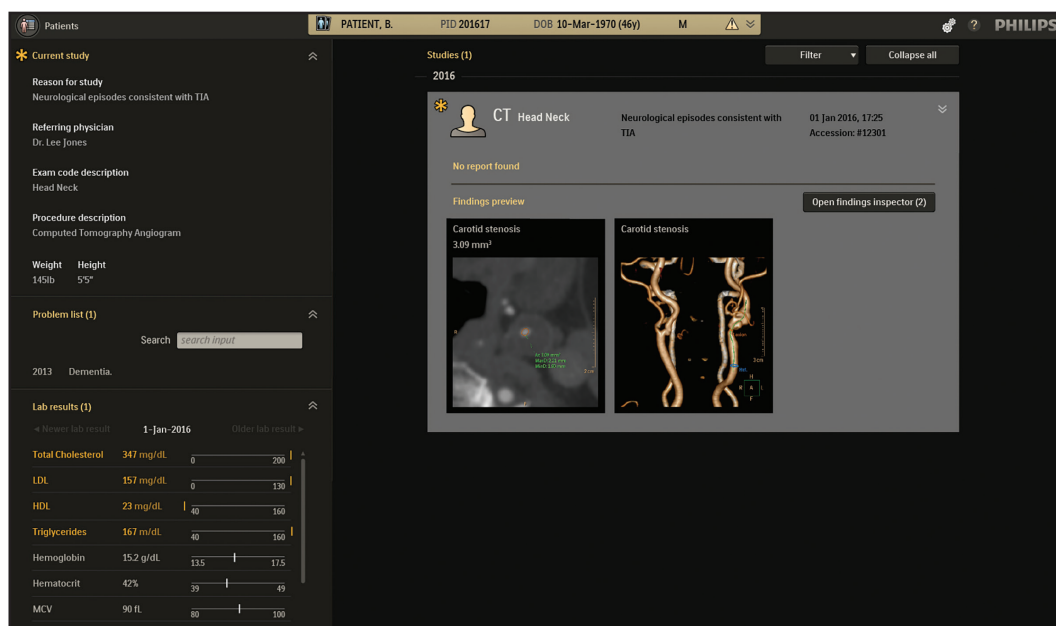 Patients
PATIENT, B. PID 201617 DOB 10-Mar-1970 (46y) M
? PHILIPS
Current study
Reason for study
Neurological episodes consistent with TIA
Referring physician
Dr. Lee Jones
Exam code description
Head Neck
Procedure description
Computed Tomography Angiogram
Weight Height
145lb 5'5"
Problem list (1)
Search search input
2013 Dementia.
Lab results (1)
◄ Newer lab result 1-Jan-2016 Older lab result ►
Total Cholesterol 347 mg/dL 0 200
LDL 157 mg/dL 0 130
HDL 23 mg/dL 40 160
Triglycerides 167 m/dL 40 160
Hemoglobin 15.2 g/dL 13.5 17.5
Hematocrit 42% 39 49
MCV 90 fL 80 100
Studies (1)
Filter ▼
Collapse all
2016
CT Head Neck
Neurological episodes consistent with
TIA
01 Jan 2016, 17:25
Accession: #12301
No report found
Findings preview
Open findings inspector (2)
Carotid stenosis
3.09 mm²
Carotid stenosis
3cm
H
R A L
F